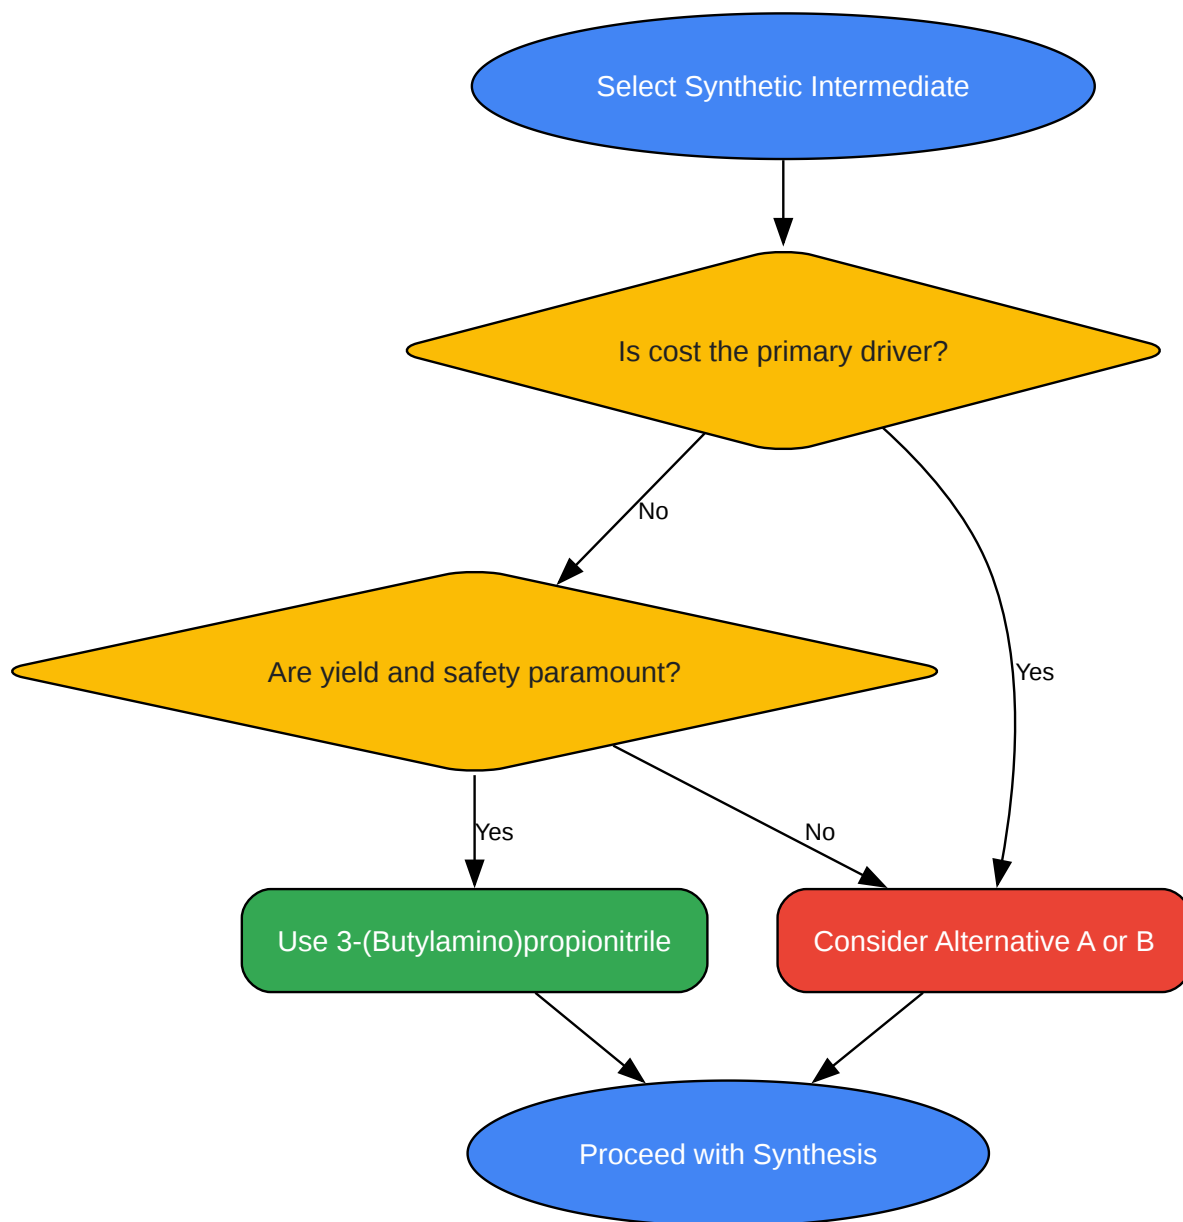 Select Synthetic Intermediate
Is cost the primary driver?
No
Are yield and safety paramount?
Yes
Yes
No
Use 3-(Butylamino)propionitrile
Consider Alternative A or B
Proceed with Synthesis